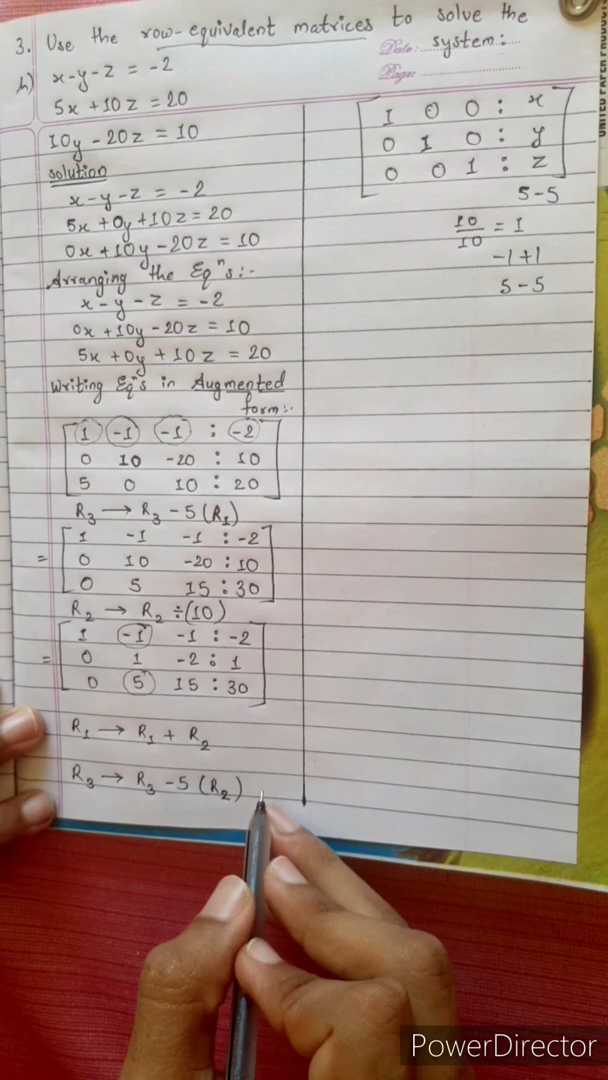 3. Use the row-equivalent matrices to solve the
system:
Date:
Page:
h) x-y-z = -2
5x +10z = 20
10y - 20z = 10
solution
x-y-z = -2
5x + 0y + 10z = 20
0x + 10y - 20z = 10
Arranging the Eqⁿs:-
x - y - z = -2
0x + 10y - 20z = 10
5x + 0y + 10z = 20
Writing Eqⁿs in Augmented
form:-
1 -1 -1 : -2
0 10 -20 : 10
5 0 10 : 20
R₃ → R₃ - 5(R₁)
= 1 -1 -1 : -2
0 10 -20 : 10
0 5 15 : 30
R₂ → R₂ ÷ (10)
= 1 -1 -1 : -2
0 1 -2 : 1
0 5 15 : 30
R₁ → R₁ + R₂
R₃ → R₃ - 5 (R₂)
1 0 0 : x
0 1 0 : y
0 0 1 : z
5-5
10/10 = 1
-1+1
5-5
PowerDirector